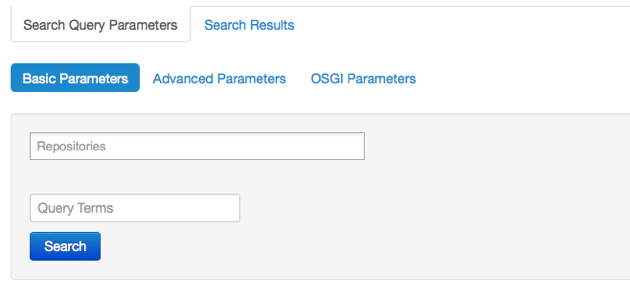 Search Query Parameters Search Results
Basic Parameters Advanced Parameters OSGI Parameters
Repositories
Query Terms
Search